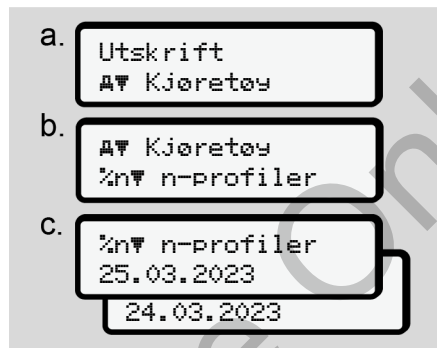 a.
Utskrift
A▼ Kjøretøy
b.
A▼ Kjøretøy
%n▼ n-profiler
c.
%n▼ n-profiler
25.03.2023
24.03.2023